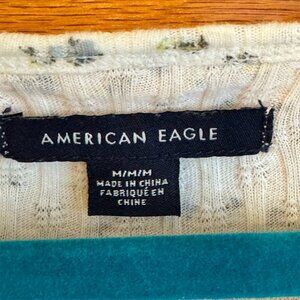 AMERICAN EAGLE
M/M/M
MADE IN CHINA
FABRIQUÉ EN
CHINE